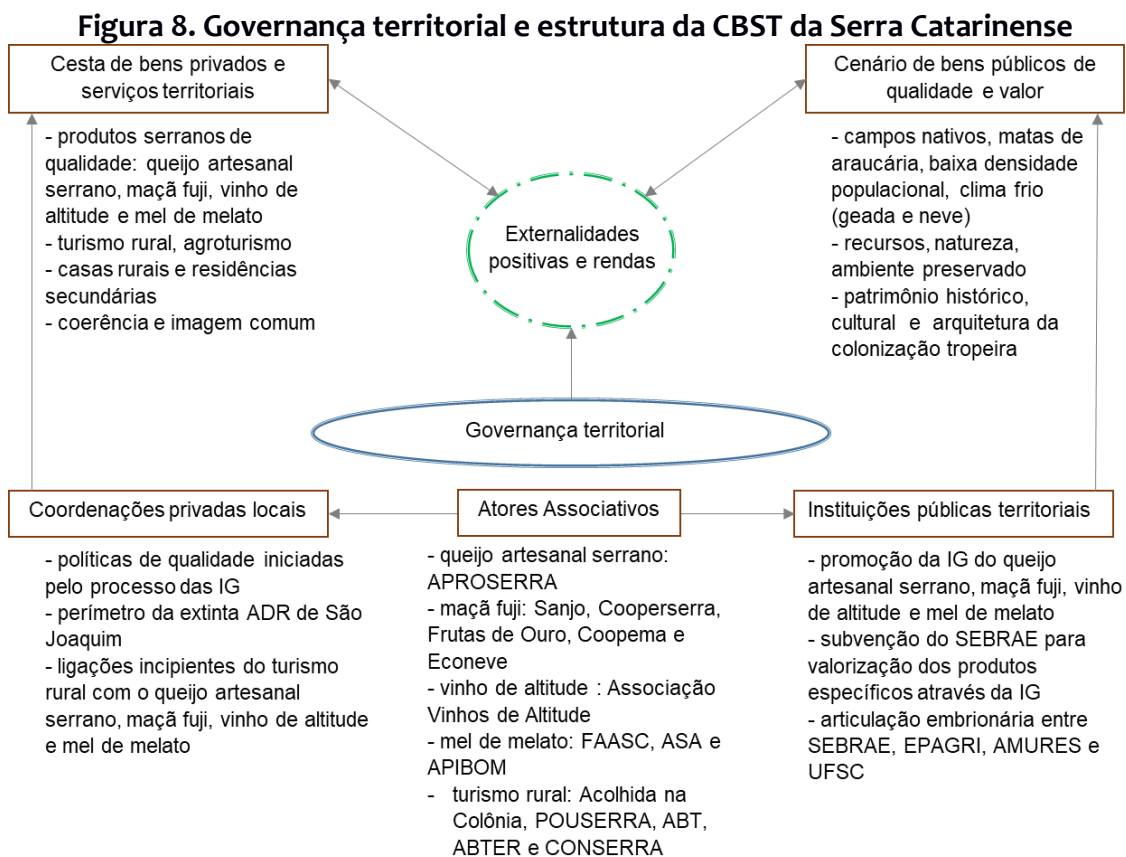 Figura 8. Governança territorial e estrutura da CBST da Serra Catarinense
Cesta de bens privados e
serviços territoriais
- produtos serranos de
qualidade: queijo artesanal
serrano, maçã fuji, vinho de
altitude e mel de melato
- turismo rural, agroturismo
- casas rurais e residências
secundárias
- coerência e imagem comum
Externalidades
positivas e rendas
Cenário de bens públicos de
qualidade e valor
- campos nativos, matas de
araucária, baixa densidade
populacional, clima frio
(geada e neve)
- recursos, natureza,
ambiente preservado
- patrimônio histórico,
cultural e arquitetura da
colonização tropeira
Governança territorial
Coordenações privadas locais
- políticas de qualidade iniciadas
pelo processo das IG
- perímetro da extinta ADR de São
Joaquim
- ligações incipientes do turismo
rural com o queijo artesanal
serrano, maçã fuji, vinho de altitude
e mel de melato
Atores Associativos
- queijo artesanal serrano:
APROSERRA
- maçã fuji: Sanjo, Cooperserra,
Frutas de Ouro, Coopema e
Econeve
- vinho de altitude : Associação
Vinhos de Altitude
- mel de melato: FAASC, ASA e
APIBOM
- turismo rural: Acolhida na
Colônia, POUSERRA, ABT,
ABTER e CONSERRA
Instituições públicas territoriais
- promoção da IG do queijo
artesanal serrano, maçã fuji, vinho
de altitude e mel de melato
- subvenção do SEBRAE para
valorização dos produtos
específicos através da IG
- articulação embrionária entre
SEBRAE, EPAGRI, AMURES e
UFSC